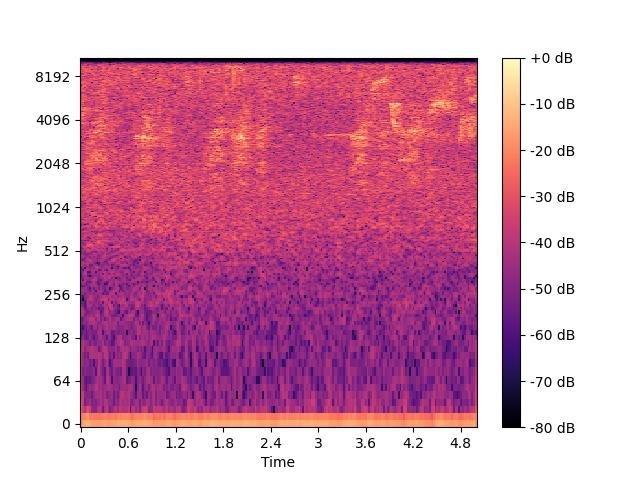 Hz
8192
4096
2048
1024
512
256
128
64
0
0 0.6 1.2 1.8 2.4 3 3.6 4.2 4.8
Time
+0 dB
-10 dB
-20 dB
-30 dB
-40 dB
-50 dB
-60 dB
-70 dB
-80 dB